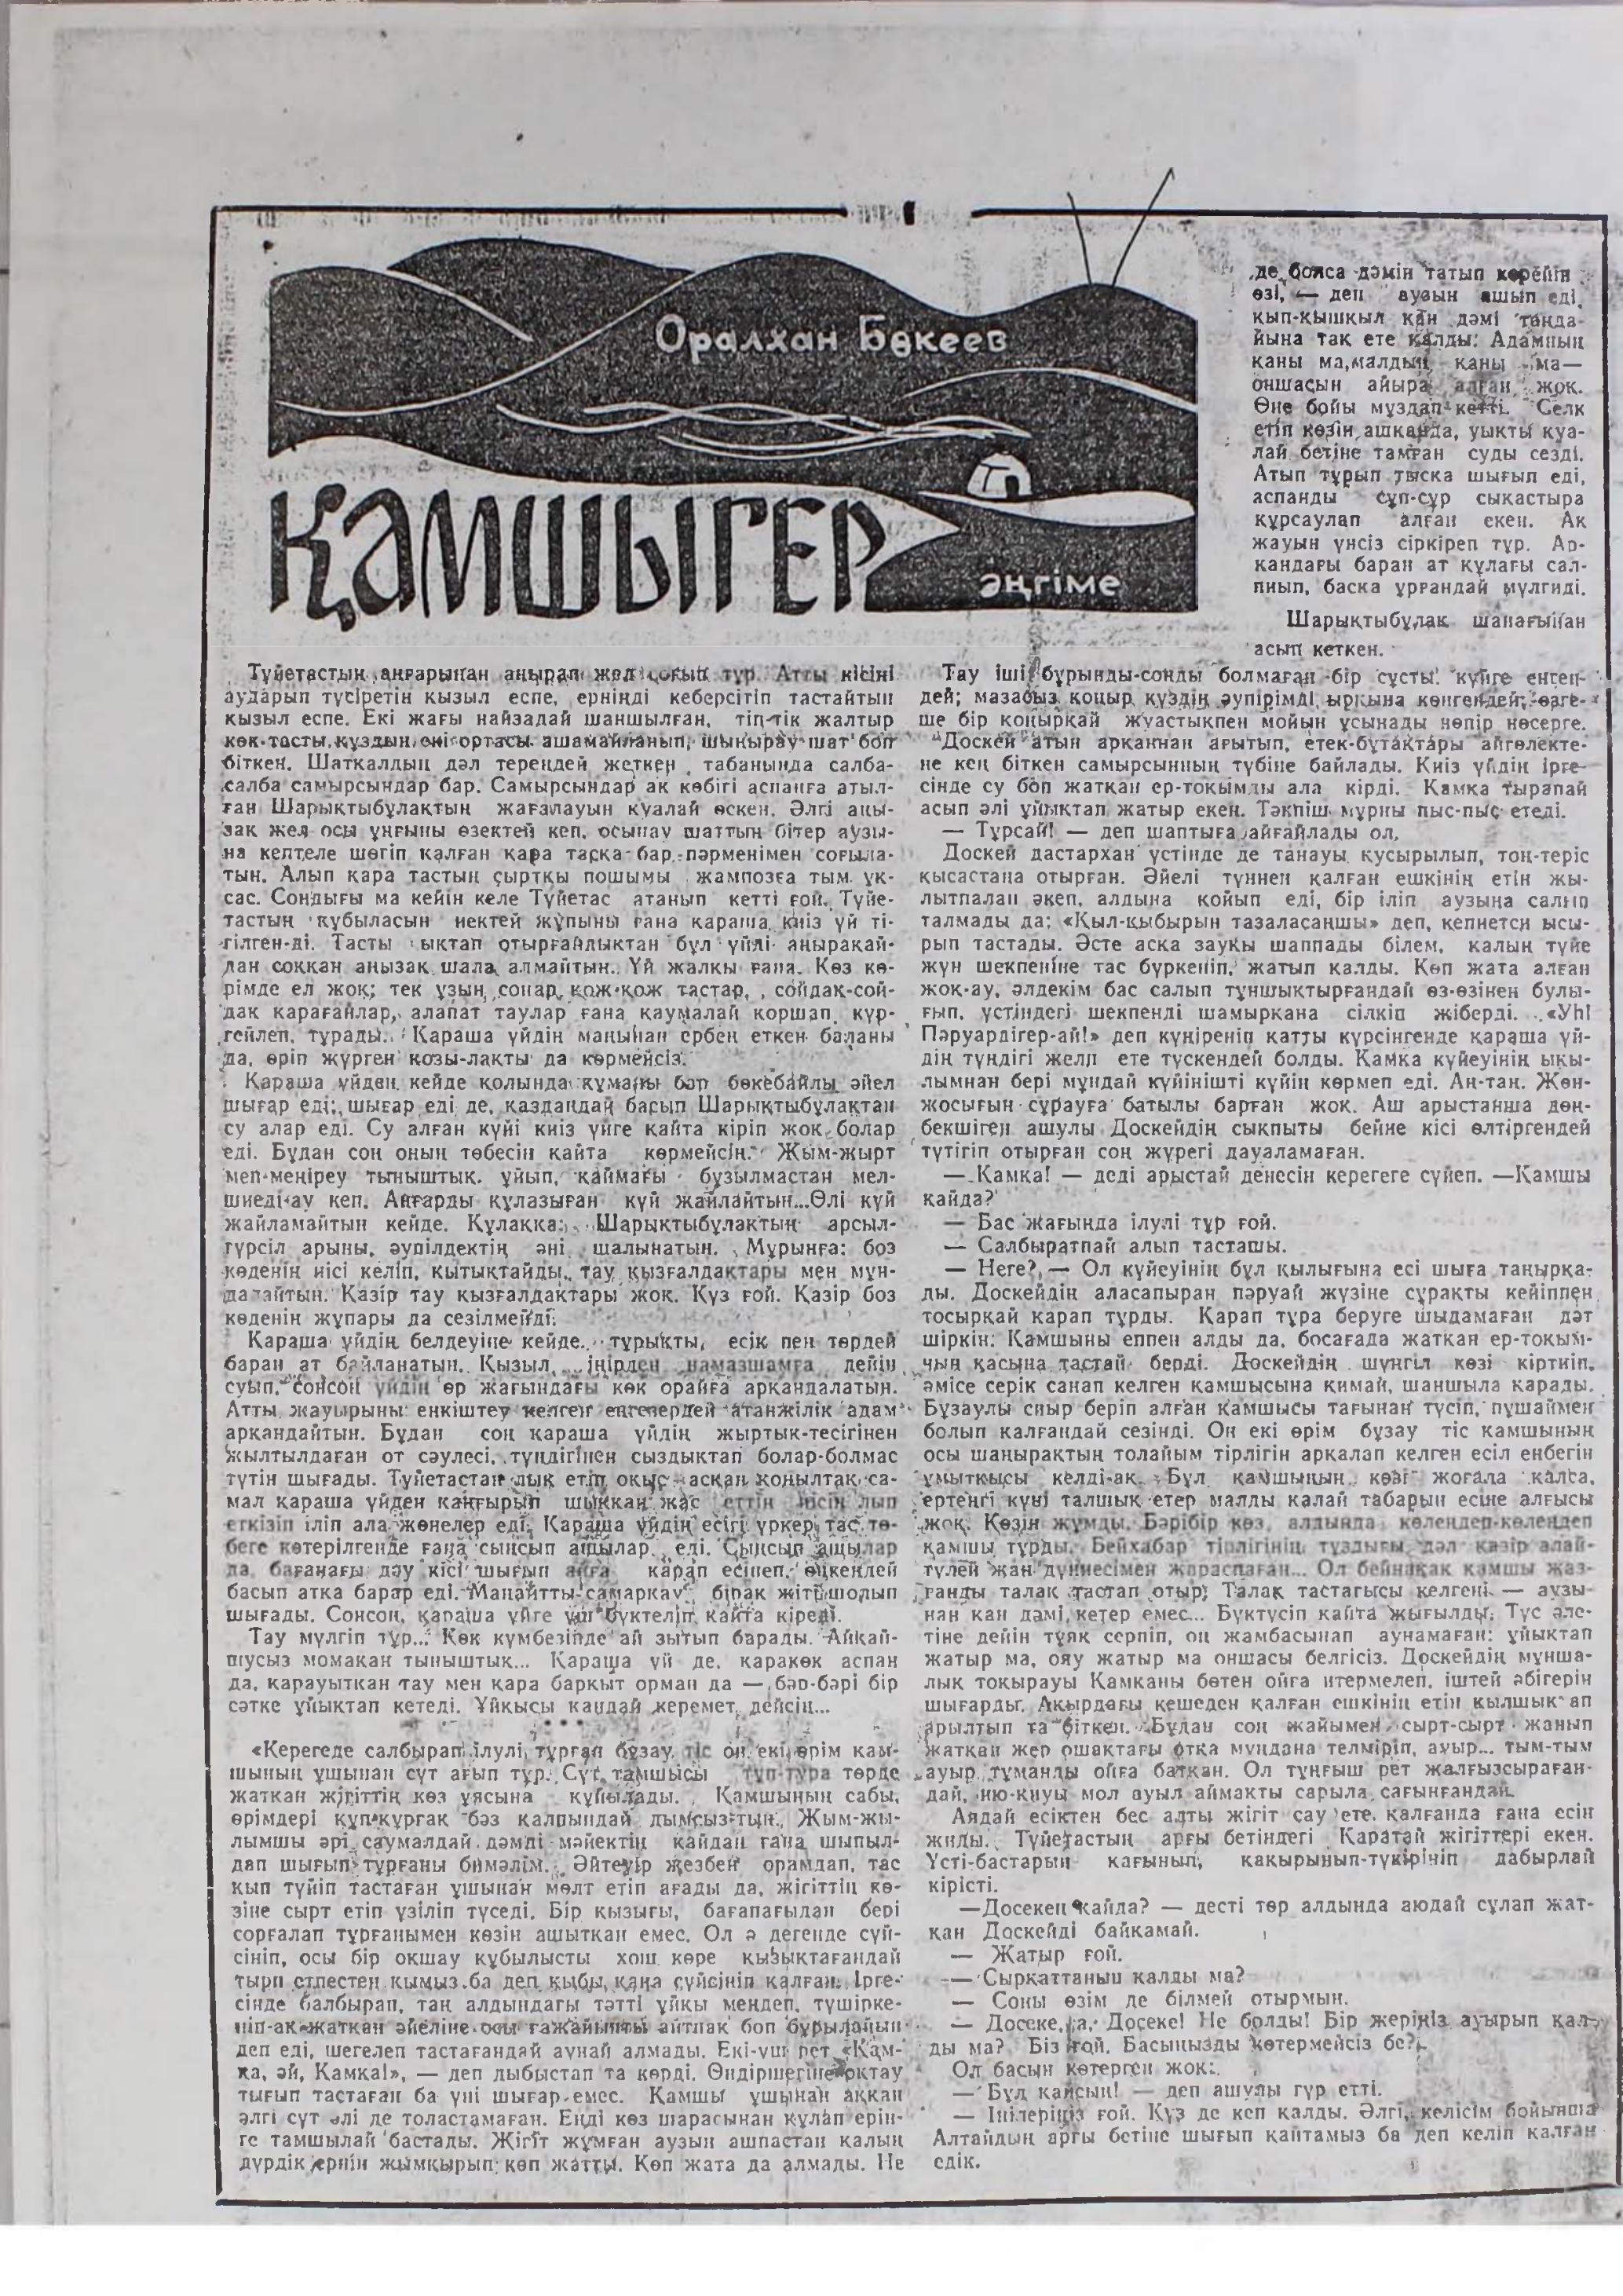 Оралхан Бөкеев
ҚАМШЫГЕР
әңгіме
Түйетастың аңғарынан аңырап жел соғып тұр. Атты кісіні
аударып түсіретін қызыл еспе, ерніңді кеберсітіп тастайтын
қызыл еспе. Екі жағы найзадай шаншылған, тіп-тік жалтыр
көк тасты құздың ені ортасы ашамайланып, шыңырау шат боп
біткен. Шатқалдың дәл тереңдей жеткен табанында салба-
салба самырсындар бар. Самырсындар ақ көбігі аспанға атыл-
ған Шарықтыбұлақтың жағалауын қуалай өскен. Әлгі аңы-
зақ жел осы ұнғыны өзектей кеп, осынау шаттың бітер аузы-
на кептеле шөгіп қалған қара тасқа бар пәрменімен соғыла-
тын. Алып қара тастың сыртқы пошымы жампозға тым ұқ-
сас. Сондығы ма кейін келе Түйетас атанып кетті ғой. Түйе-
тастың құбыласын иектей жұпыны ғана қараша киіз үй ті-
гілген-ді. Тасты ықтап отырғандықтан бұл үйлі аңырақай-
дан соққан аңызақ шала алмайтын. Үй жалқы ғана. Көз кө-
рімде ел жоқ; тек ұзын сонар қож-қож тастар, сойдақ-сой-
дақ қарағайлар, алапат таулар ғана қаумалай қоршап, күр-
гейлеп тұрады. Қараша үйдің маңынан ербең еткен баланы
да, өріп жүрген қозы-лақты да көрмейсіз.
Қараша үйден кейде қолында құманы бар бөкебайлы әйел
шығар еді; шығар еді де, қаздаңдай барып Шарықтыбұлақтан
су алар еді. Су алған күйі киіз үйге қайта кіріп жоқ болар
еді. Бұдан соң оның төбесін қайта көрмейсің. Жым-жырт
меп-меңіреу тыныштық ұйып, қаймағы бұзылмастан мел-
шиеді-ау кеп. Аңғарды құлазыған күй жайлайтын... Өлі күй
жайламайтын кейде. Құлаққа: Шарықтыбұлақтың арсыл-
гүрсіл арыны, әупілдектің әні шалынатын. Мұрынға: боз
көденің иісі келіп, қытықтайды, тау қызғалдақтары мен мұн-
далайтын. Қазір тау қызғалдақтары жоқ. Күз ғой. Қазір боз
көденің жұпары да сезілмейді.
Қараша үйдің белдеуіне кейде тұрықты, есік пен төрдей
баран ат байланатын. Қызыл іңірден намазшамға дейін
суып, сонсоң үйдің өр жағындағы көк орайға арқандалатын.
Атты жауырыны еңкіштеу келген еңгезердей атанжілік адам
арқандайтын. Бұдан соң қараша үйдің жыртық-тесігінен
жылтылдаған от сәулесі, түңдігінен сыздықтап болар-болмас
түтін шығады. Түйетастан лық етіп асқан қоңылтақ са-
мал қараша үйден қаңғырып шыққан жас еттің иісін лып
еткізіп іліп ала жөнелер еді. Қараша үйдің есігі үркер тас тө-
беге көтерілгенде ғана сыңсып ашылар еді. Сыңсып ашылар
да бағанағы дәу кісі шығып айға қарап есінеп, өңкеңдей
басып атқа барар еді. Маңайтты самарқау, бірақ
шығады. Сонсоң қараша үйге қайта кіреді.
Тау мүлгіп тұр... Көк күмбезінде ай зытып барады. Айқай-
шусыз момақан тыныштық... Қараша үй де, қаракөк аспан
да, қарауытқан тау мен қара барқыт орман да — бәр-бәрі бір
сәтке ұйықтап кетеді. Ұйқысы қандай керемет дейсің...
«Керегеде салбырап ілулі тұрған бұзау тіс он екі өрім қам-
шының ұшынан сүт ағып тұр. Сүт тамшысы туп-тура төрде
жатқан жігіттің көз ұясына құйылады. Қамшының сабы,
өрімдері құп-құрғақ баз қалпындай дымсыз-тын. Жым-жы-
лымшы әрі саумалдай дәмді мәйектің қайдан ғана шыпыл-
дап шығып тұрғаны бимәлім. Әйтеуір жезбен орамдап, тас
қып түйіп тастаған ұшынан мөлт етіп ағады да, жігіттің кө-
зіне сырт етіп үзіліп түседі. Бір қызығы, бағанағыдан бері
сорғалап тұрғанымен көзін ашытқан емес. Ол ә дегенде сүй-
сініп, осы бір оқшау құбылысты хош көре қызықтағандай
тырп етпестен қымыз ба деп қыбы қана сүйсініп қалған. Ірге-
сінде балбырап, таң алдындағы тәтті ұйқы меңдеп, түшірке-
ніп-ақ жатқан әйеліне осы ғажайыпты айтпақ боп бұрылайын
деп еді, шегелеп тастағандай аунай алмады. Екі-үш рет «Қам-
қа, әй, Қамқа!», — деп дыбыстап та көрді. Өндіршегіне оқтау
тығып тастаған ба үні шығар емес. Қамшы ұшынан аққан
әлгі сүт әлі де толастамаған. Енді көз шарасынан құлап ерін-
ге тамшылай бастады. Жігіт жұмған аузын ашпастан қалың
дүрдік ернін жымқырып көп жатты. Көп жата да алмады. Не
де болса дәмін татып көрейін
өзі, — деп аузын ашып еді,
қып-қышқыл қан дәмі таңда-
йына тақ ете қалды. Адамның
қаны ма, малдың қаны ма—
оншасын айыра алған жоқ.
Өне бойы мұздап кетті. Селк
етіп көзін ашқанда, уықты қуа-
лай бетіне тамған суды сезді.
Атып тұрып тысқа шығып еді,
аспанды сұп-сұр сықастыра
құрсаулап алған екен. Ақ
жауын үнсіз сіркіреп тұр. Ар-
қандағы баран ат құлағы сал-
пиып, басқа ұрғандай мүлгиді.
Шарықтыбұлақ шанағынан
асып кеткен.
Тау іші бұрынды-соңды болмаған бір сұсты күйге енген-
дей; мазабыз қоңыр күздің әупірімді ырқына көнгендей; өзге-
ше бір қоңырқай жуастықпен мойын ұсынады нөпір нөсерге.
Доскей атын арқаннан ағытып, етек-бұтақтары айгөлекте-
не кең біткен самырсынның түбіне байлады. Киіз үйдің ірге-
сінде су боп жатқан ер-тоқымды ала кірді. Қамқа тырапай
асып әлі ұйықтап жатыр екен. Тәкпіш мұрны пыс-пыс етеді.
— Тұрсай! — деп шаптыға айғайлады ол.
Доскей дастархан үстінде де танауы қусырылып, тоң-теріс
қысастана отырған. Әйелі түннен қалған ешкінің етін жы-
лытпалап әкеп, алдына қойып еді, бір іліп аузына салып
талмады да: «Қыл-қыбырын тазаласаңшы» деп, кепиетси ысы-
рып тастады. Әсте асқа зауқы шаппады білем, қалың түйе
жүн шекпеніне тас бүркеніп, жатып қалды. Көп жата алған
жоқ-ау, әлдекім бас салып тұншықтырғандай өз-өзінен булы-
ғып, үстіндегі шекпенді шамырқана сілкіп жіберді. «Уһ!
Паруардігер-ай!» деп күңіреніп қатты күрсінгенде қараша үй-
дің түңдігі желп ете түскендей болды. Қамка күйеуінің ықы-
лымнан бері мұндай күйінішті күйін көрмеп еді. Аң-таң. Жөн-
жосығын сұрауға батылы барған жоқ. Аш арыстанша дөң-
бекшіген ашулы Доскейдің сықпыты бейне кісі өлтіргендей
түтігіп отырған соң жүрегі дауаламаған.
— Қамка! — деді арыстай денесін керегеге сүйеп. —Қамшы
қайда?
— Бас жағыңда ілулі тұр ғой.
— Салбыратпай алып тасташы.
— Неге? — Ол күйеуінің бұл қылығына есі шыға таңырқа-
ды. Доскейдің аласапыран пәруай жүзіне сұрақты кейіппен
тосырқай қарап тұрды. Қарап тұра беруге шыдамаған дәт
шіркін: Қамшыны еппен алды да, босағада жатқан ер-тоқым-
ның қасына тастай берді. Доскейдің шүңгіл көзі кіртиіп,
әмісе серік санап келген қамшысына қимай, шаншыла қарады.
Бұзаулы сиыр беріп алған қамшысы тағынан түсіп, пұшаймен
болып қалғандай сезінді. Он екі өрім бұзау тіс қамшының
осы шаңырақтың толайым тірлігін арқалап келген есіл еңбегін
ұмытқысы келді-ақ. Бұл қамшының көзі жоғала қалса,
ертеңгі күні талшық етер малды қалай табарын есіне алғысы
жоқ. Көзін жұмды. Бәрібір көз алдында көлеңдеп-көлеңдеп
қамшы тұрды. Бейхабар тірлігінің тұздығы дәл қазір алай-
түлей жан дүниесімен жараспаған... Ол бейнақақ қамшы жаз-
ғанды талақ тастап отыр. Талақ тастағысы келгені — аузы-
нан қан дәмі кетер емес... Бүктүсіп қайта жығылды. Түс әле-
тіне дейін тұяқ серпіп, оң жамбасынан аунамаған: ұйықтап
жатыр ма, ояу жатыр ма оншасы белгісіз. Доскейдің мұнша-
лық тоқырауы Қамканы бөтен ойға итермелеп, іштей әбігерін
шығарды. Ақырдағы кешеден қалған ешкінің етін қылшықтап
арылтып та біткен. Бұдан соң жайымен сырт-сырт жанып
жатқан жер ошақтағы отқа мұндана телміріп, ауыр... тым-тым
ауыр, тұманды ойға батқан. Ол тұңғыш рет жалғызсыраған-
дай, ию-қиуы мол ауыл аймақты сарыла сағынғандай.
Аядай есіктен бес алты жігіт сау ете қалғанда ғана есін
жиды. Түйетастың арғы бетіндегі Қаратай жігіттері екен.
Үсті-бастарын қағынып, қақырынып-түкірініп дабырлай
кірісті.
—Досекең қайда? — десті төр алдында аюдай сұлап жат-
қан Доскейді байқамай.
— Жатыр ғой.
— Сырқаттанып қалды ма?
— Соны өзім де білмей отырмын.
— Досеке, а, Досеке! Не болды! Бір жеріңіз ауырып қал-
ды ма? Біз ғой. Басыңызды көтермейсіз бе?
Ол басын көтерген жоқ.
— Бұл қайсың! — деп ашулы гүр етті.
— Інілеріңіз ғой. Күз де кеп қалды. Әлгі келісім бойынша
Алтайдың арғы бетіне шығып қайтамыз ба деп келіп қалған
едік.